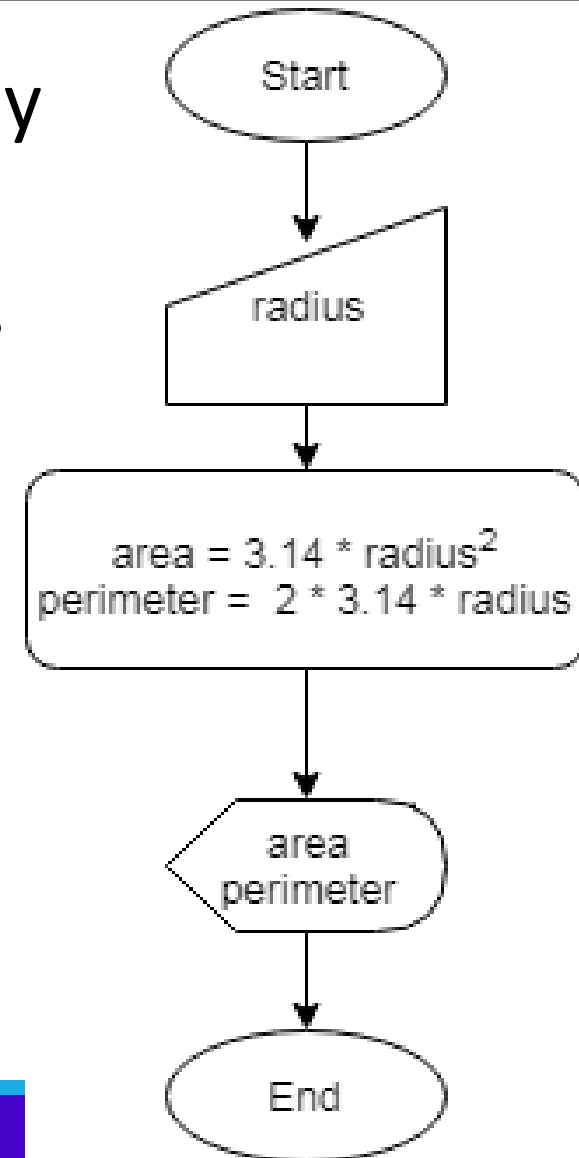 Start
y
radius
area = 3.14 * radius²
perimeter = 2 * 3.14 * radius
area
perimeter
End